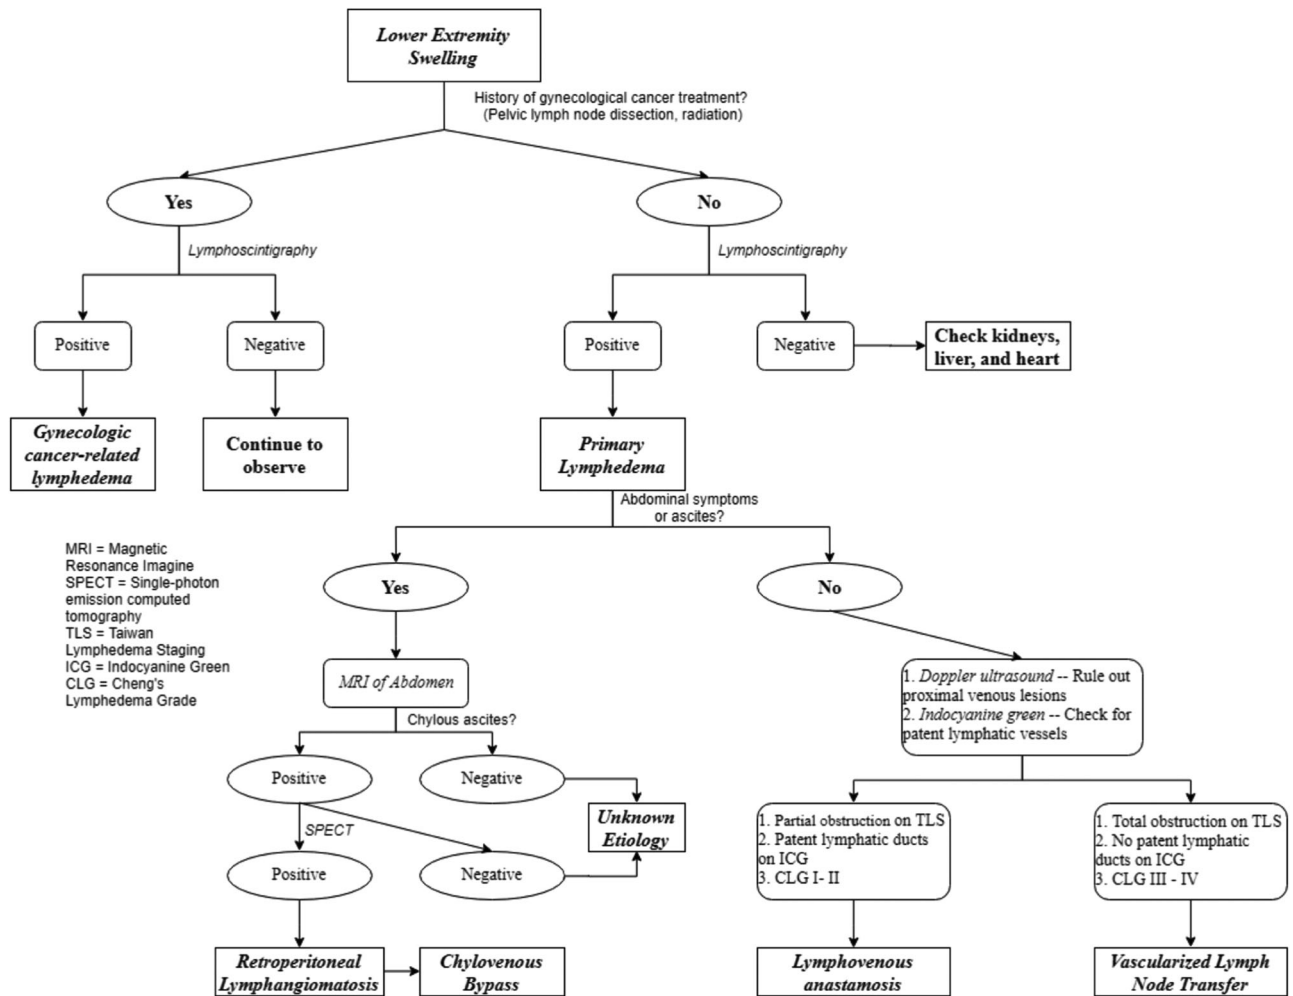 Lower Extremity
Swelling
History of gynecological cancer treatment?
(Pelvic lymph node dissection, radiation)
Yes
No
Lymphoscintigraphy
Lymphoscintigraphy
Positive
Negative
Positive
Negative
Check kidneys,
liver, and heart
Gynecologic
cancer-related
lymphedema
Continue to
observe
Primary
Lymphedema
Abdominal symptoms
or ascites?
MRI = Magnetic
Resonance Imagine
SPECT = Single-photon
emission computed
tomography
TLS = Taiwan
Lymphedema Staging
ICG = Indocyanine Green
CLG = Cheng's
Lymphedema Grade
Yes
No
MRI of Abdomen
1. Doppler ultrasound -- Rule out
proximal venous lesions
2. Indocyanine green -- Check for
patent lymphatic vessels
Chylous ascites?
Positive
Negative
Unknown
Etiology
SPECT
Positive
Negative
1. Partial obstruction on TLS
2. Patent lymphatic ducts
on ICG
3. CLG I- II
1. Total obstruction on TLS
2. No patent lymphatic
ducts on ICG
3. CLG III - IV
Retroperitoneal
Lymphangiomatosis
Chylovenous
Bypass
Lymphovenous
anastamosis
Vascularized Lymph
Node Transfer